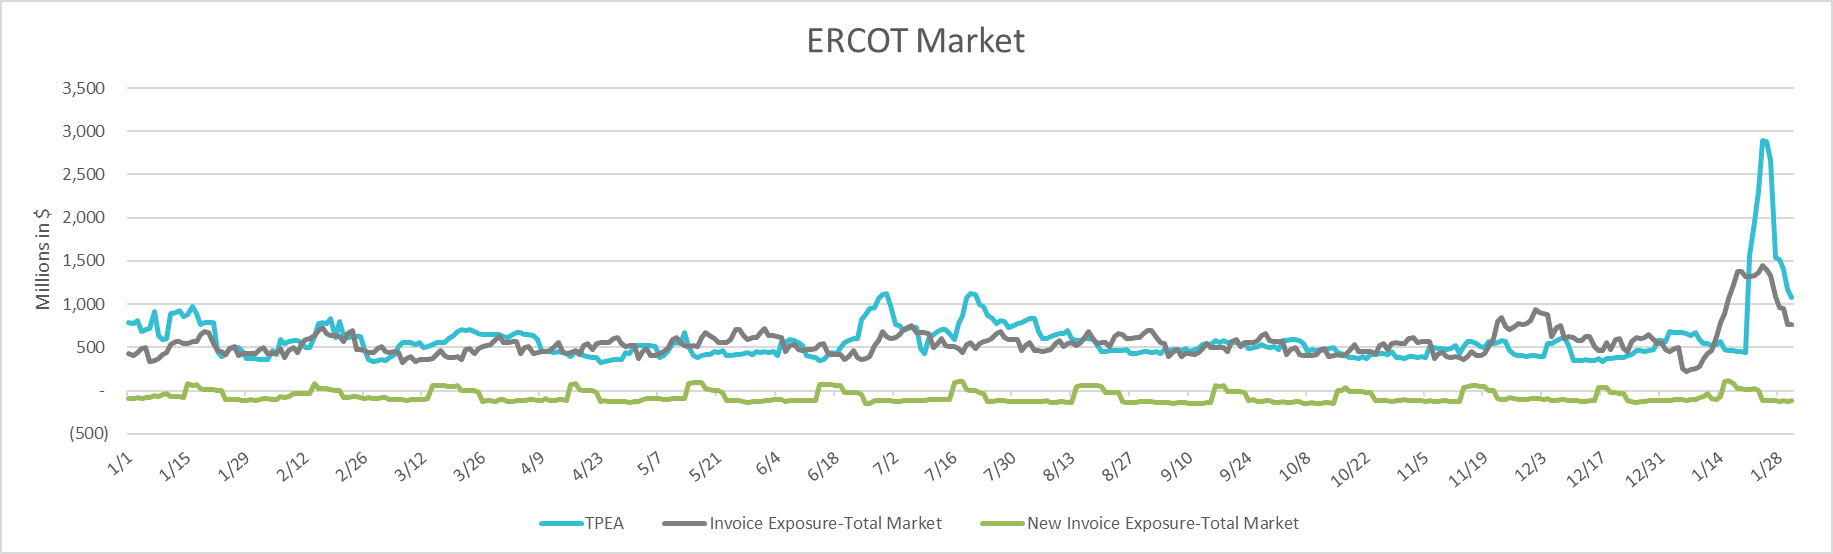 ERCOT Market
Millions in $
3,500
3,000
2,500
2,000
1,500
1,000
500
-
(500)
1/1 1/15 1/29 2/12 2/26 3/12 3/26 4/9 4/23 5/7 5/21 6/4 6/18 7/2 7/16 7/30 8/13 8/27 9/10 9/24 10/8 10/22 11/5 11/19 12/3 12/17 12/31 1/14 1/28
TPEA Invoice Exposure-Total Market New Invoice Exposure-Total Market